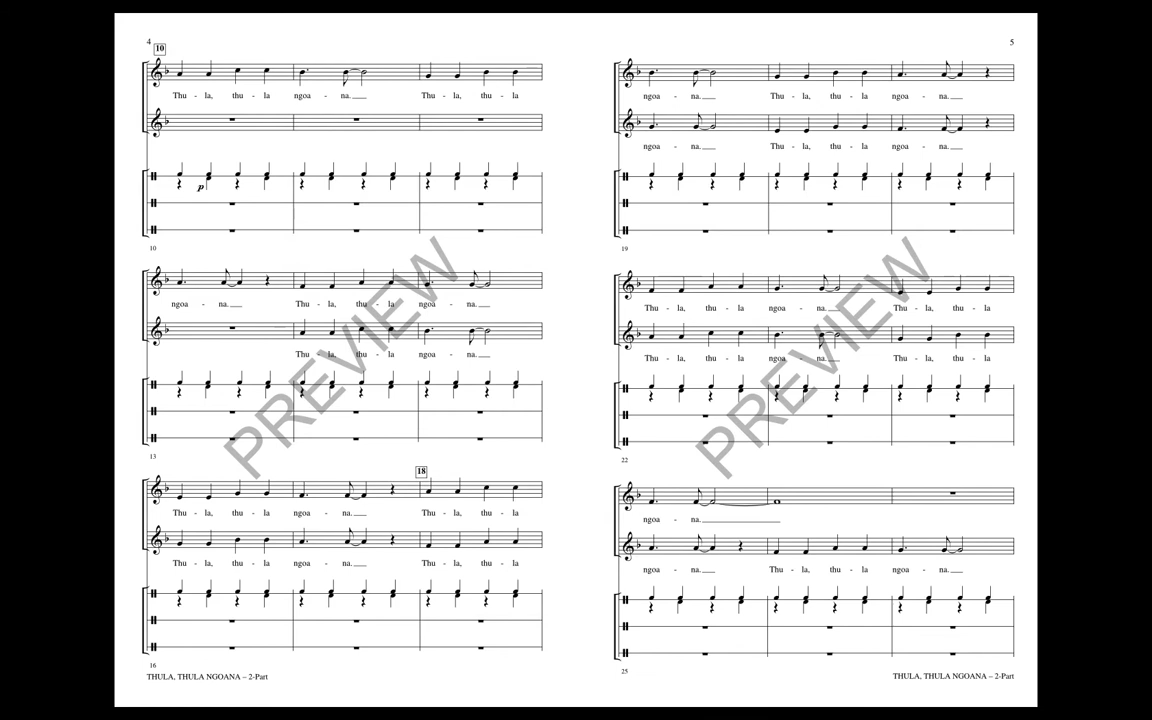 4
10
Thu - la, thu - la ngoa - na. Thu - la, thu - la
p
10
ngoa - na. Thu - la, thu - la ngoa - na.
Thu - la, thu - la ngoa - na.
13
18
Thu - la, thu - la ngoa - na. Thu - la, thu - la
Thu - la, thu - la ngoa - na. Thu - la, thu - la
16
THULA, THULA NGOANA – 2-Part
PREVIEW
5
ngoa - na. Thu - la, thu - la ngoa - na.
ngoa - na. Thu - la, thu - la ngoa - na.
19
Thu - la, thu - la ngoa - na. Thu - la, thu - la
Thu - la, thu - la ngoa - na. Thu - la, thu - la
22
ngoa - na.
ngoa - na. Thu - la, thu - la ngoa - na.
25
THULA, THULA NGOANA – 2-Part
PREVIEW